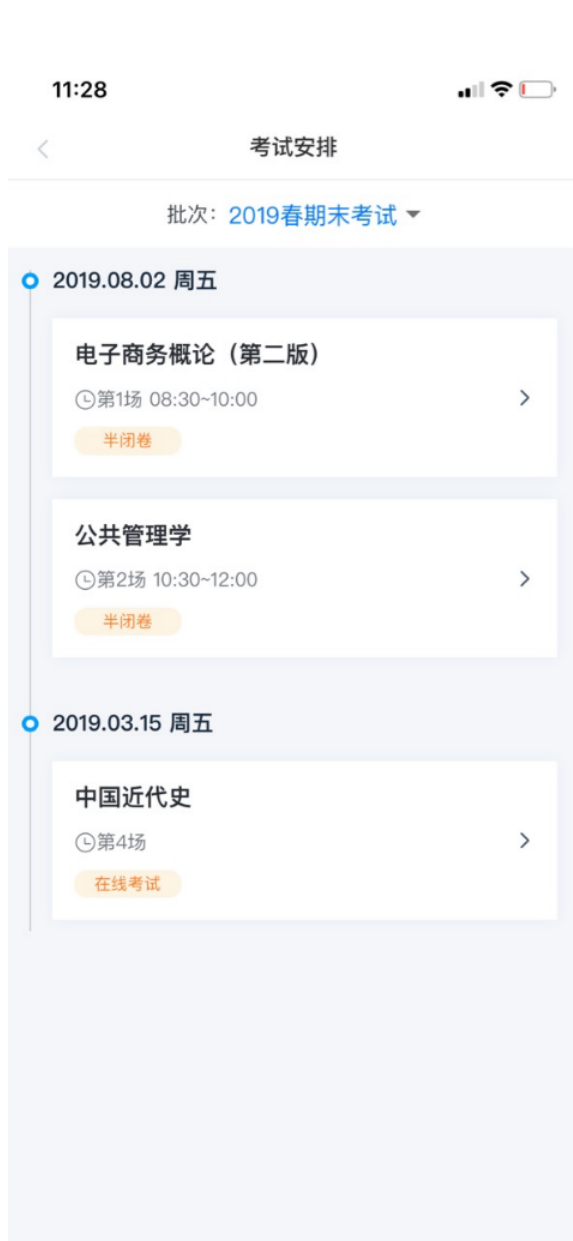 11:28
考试安排
批次：2019春期末考试
2019.08.02 周五
电子商务概论（第二版）
第1场 08:30~10:00
半闭卷
公共管理学
第2场 10:30~12:00
半闭卷
2019.03.15 周五
中国近代史
第4场
在线考试